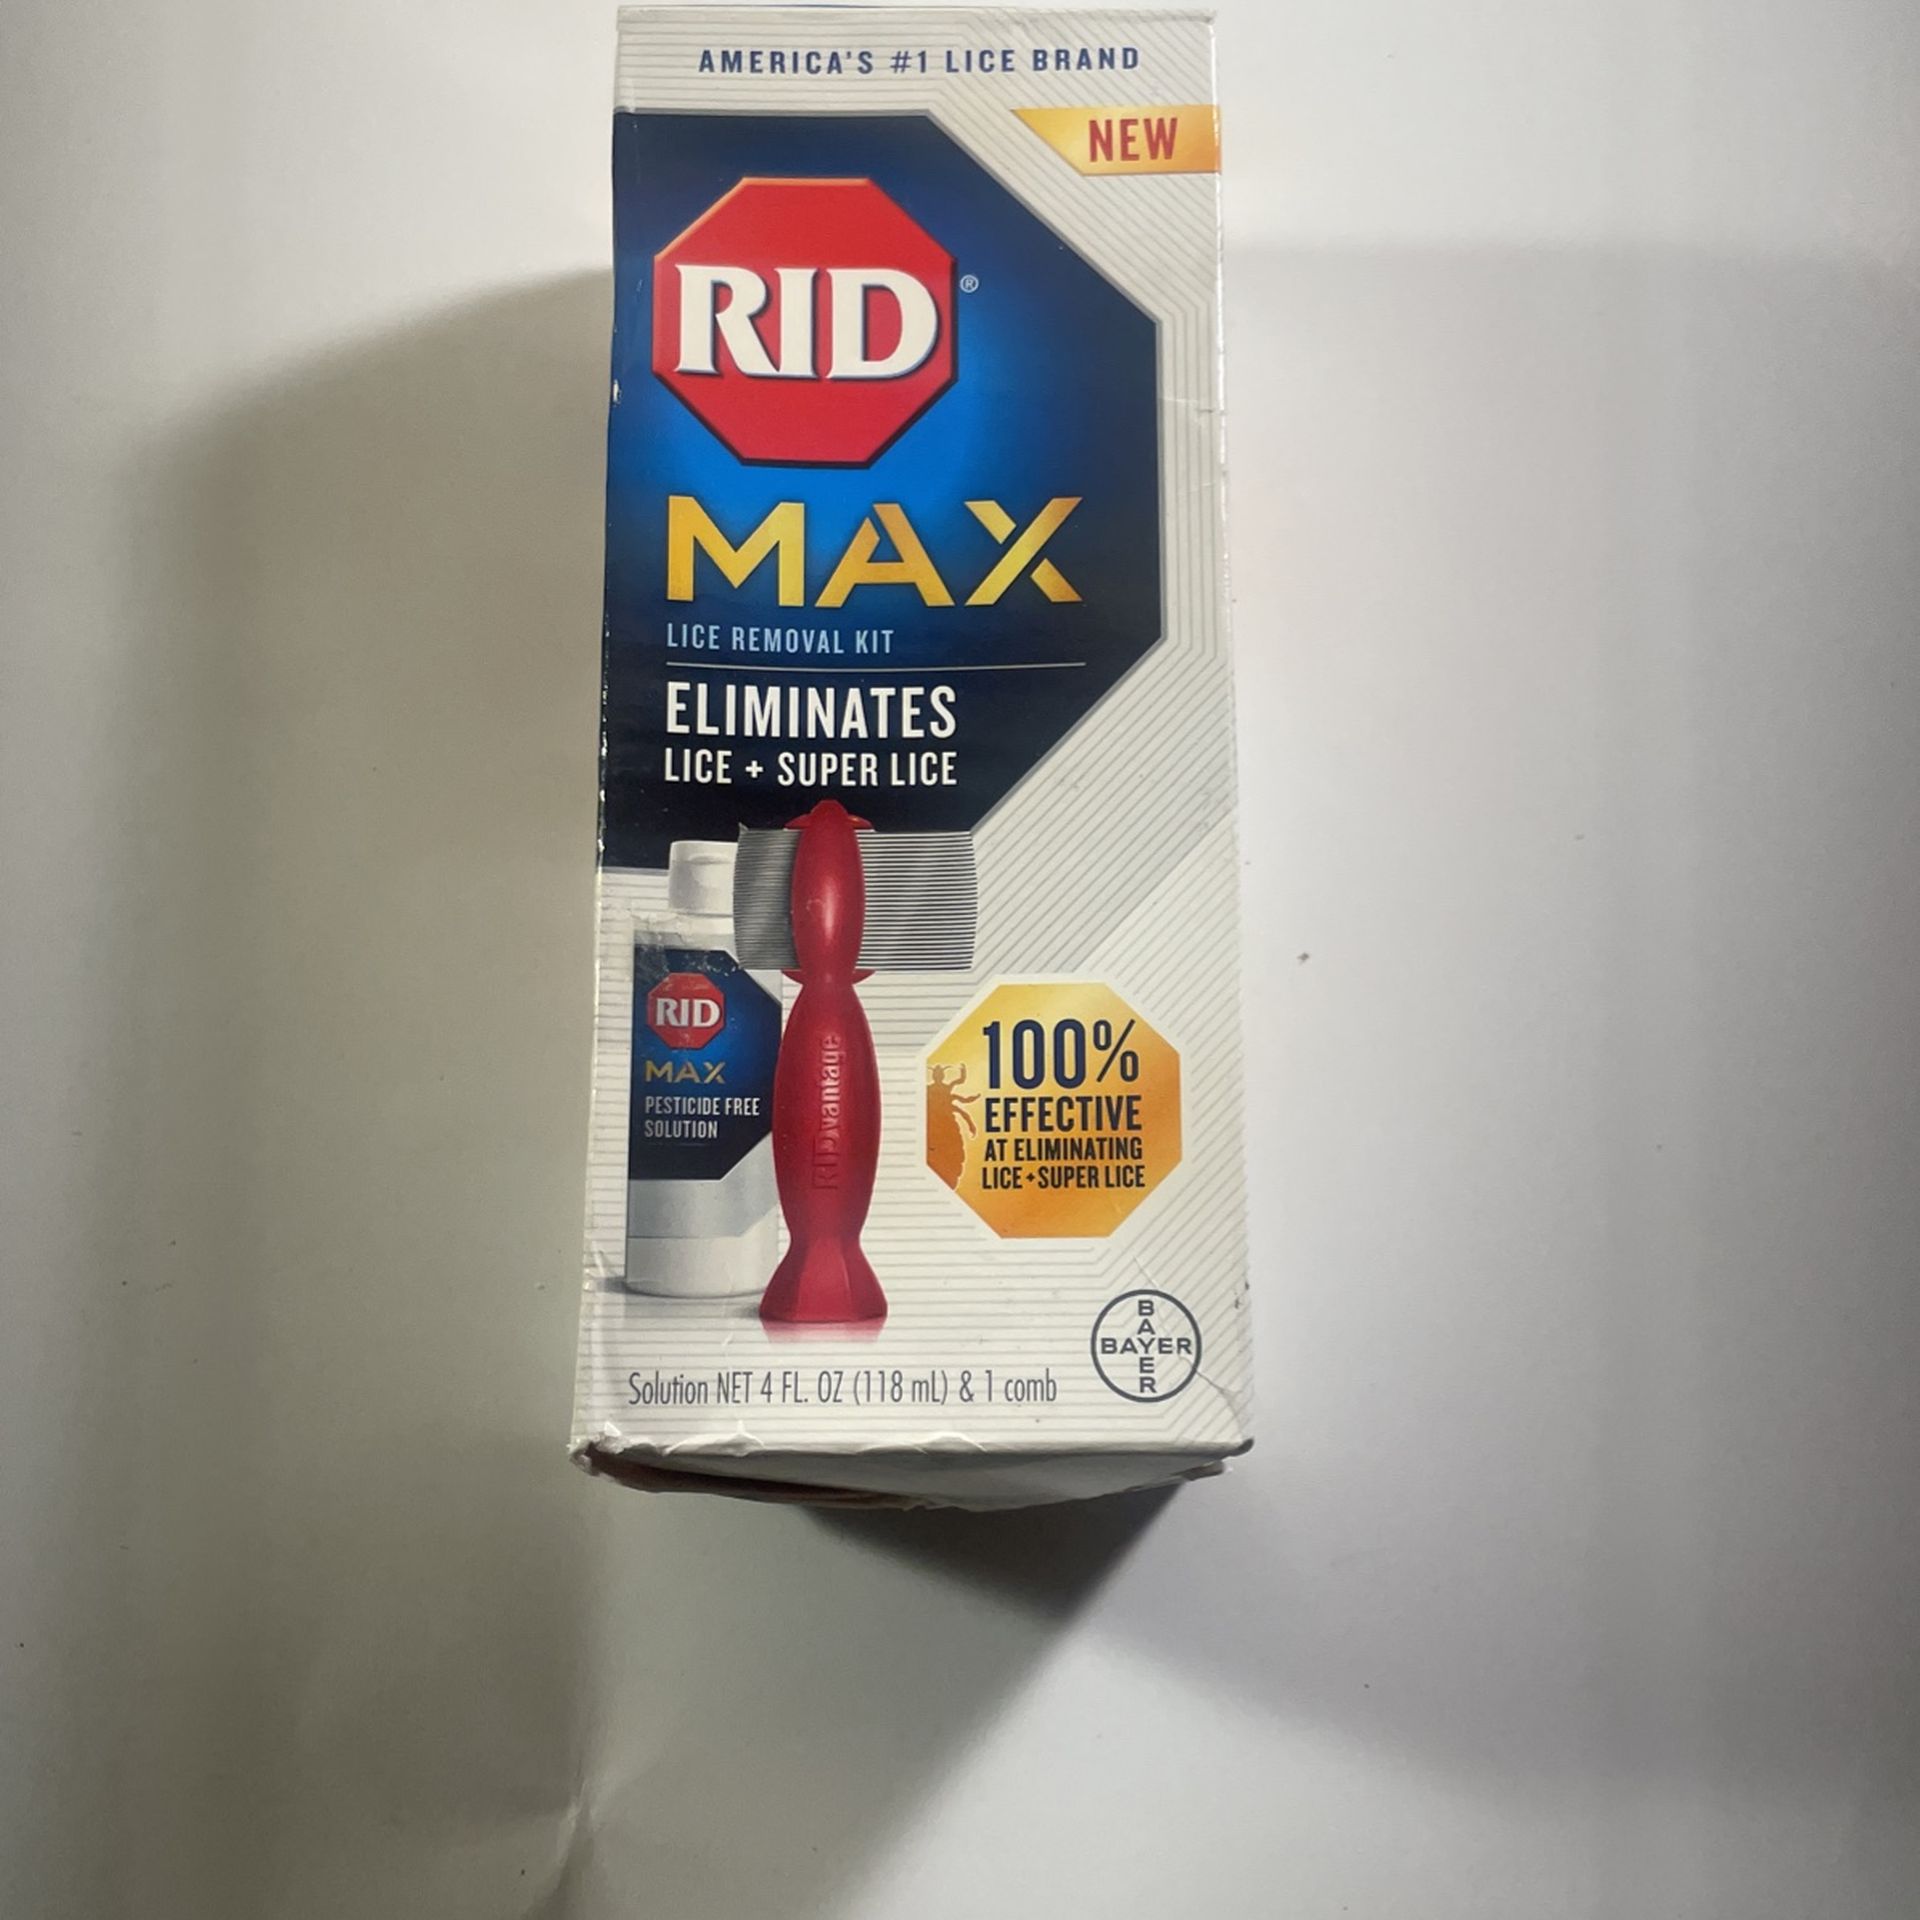 AMERICA'S #1 LICE BRAND
NEW
RID®
MAX
LICE REMOVAL KIT
ELIMINATES
LICE + SUPER LICE
RID
MAX
PESTICIDE FREE
SOLUTION
RIDvantage
100%
EFFECTIVE
AT ELIMINATING
LICE+SUPER LICE
BAYER
BAYER
Solution NET 4 FL. OZ (118 mL) & 1 comb